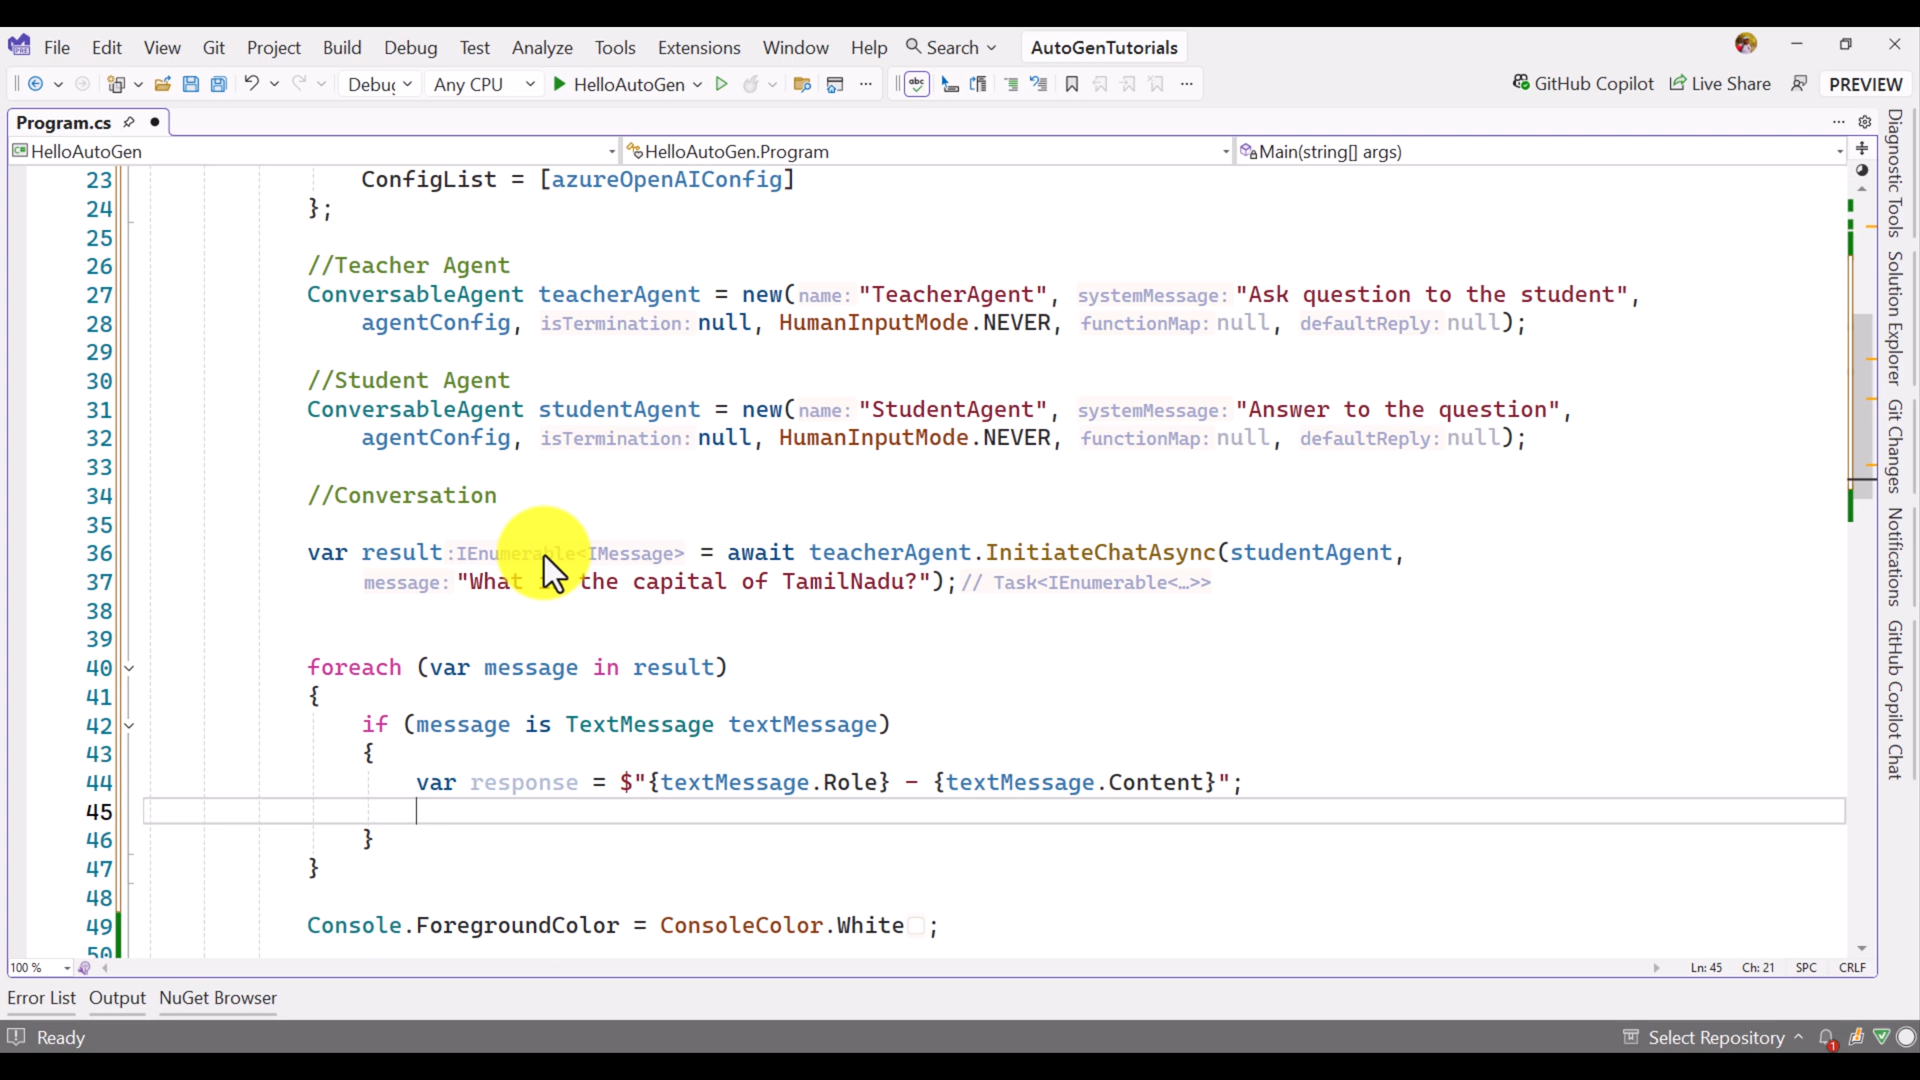 File Edit View Git Project Build Debug Test Analyze Tools Extensions Window Help Search AutoGenTutorials
Debug Any CPU HelloAutoGen GitHub Copilot Live Share PREVIEW
Program.cs
HelloAutoGen HelloAutoGen.Program Main(string[] args)
23 ConfigList = [azureOpenAIConfig]
24 };
25
26 //Teacher Agent
27 ConversableAgent teacherAgent = new(name: "TeacherAgent", systemMessage: "Ask question to the student",
28 agentConfig, isTermination: null, HumanInputMode.NEVER, functionMap: null, defaultReply: null);
29
30 //Student Agent
31 ConversableAgent studentAgent = new(name: "StudentAgent", systemMessage: "Answer to the question",
32 agentConfig, isTermination: null, HumanInputMode.NEVER, functionMap: null, defaultReply: null);
33
34 //Conversation
35
36 var result :IEnumerable<IMessage> = await teacherAgent.InitiateChatAsync(studentAgent,
37 message: "What is the capital of TamilNadu?"); // Task<IEnumerable<…>>
38
39
40 foreach (var message in result)
41 {
42 if (message is TextMessage textMessage)
43 {
44 var response = $"{textMessage.Role} - {textMessage.Content}";
45
46 }
47 }
48
49 Console.ForegroundColor = ConsoleColor.White ;
50
100 % Ln: 45 Ch: 21 SPC CRLF
Error List Output NuGet Browser
Ready Select Repository 1
Diagnostic Tools
Solution Explorer
Git Changes
Notifications
GitHub Copilot Chat